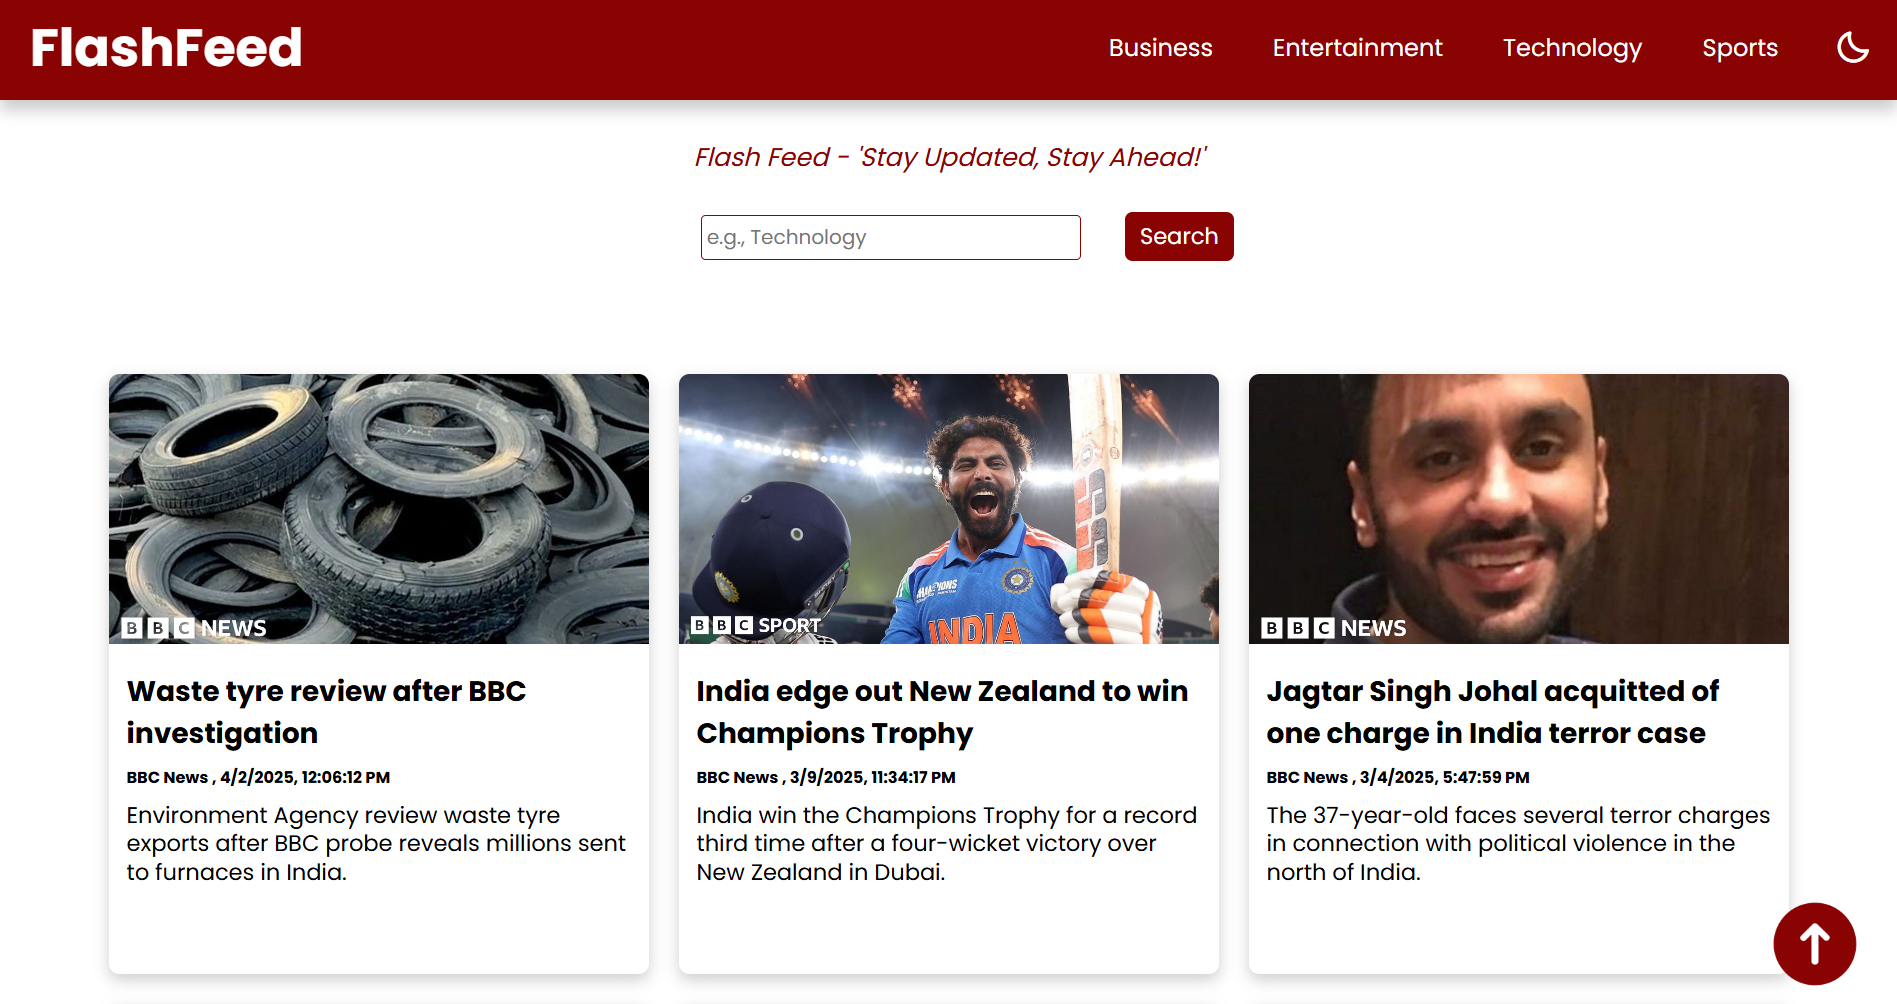 FlashFeed
Business
Entertainment
Technology
Sports
Flash Feed - 'Stay Updated, Stay Ahead!'
e.g., Technology
Search
BBC NEWS
Waste tyre review after BBC
investigation
BBC News , 4/2/2025, 12:06:12 PM
Environment Agency review waste tyre
exports after BBC probe reveals millions sent
to furnaces in India.
CHAMPIONS
INDIA
BBC SPORT
India edge out New Zealand to win
Champions Trophy
BBC News , 3/9/2025, 11:34:17 PM
India win the Champions Trophy for a record
third time after a four-wicket victory over
New Zealand in Dubai.
BBC NEWS
Jagtar Singh Johal acquitted of
one charge in India terror case
BBC News , 3/4/2025, 5:47:59 PM
The 37-year-old faces several terror charges
in connection with political violence in the
north of India.